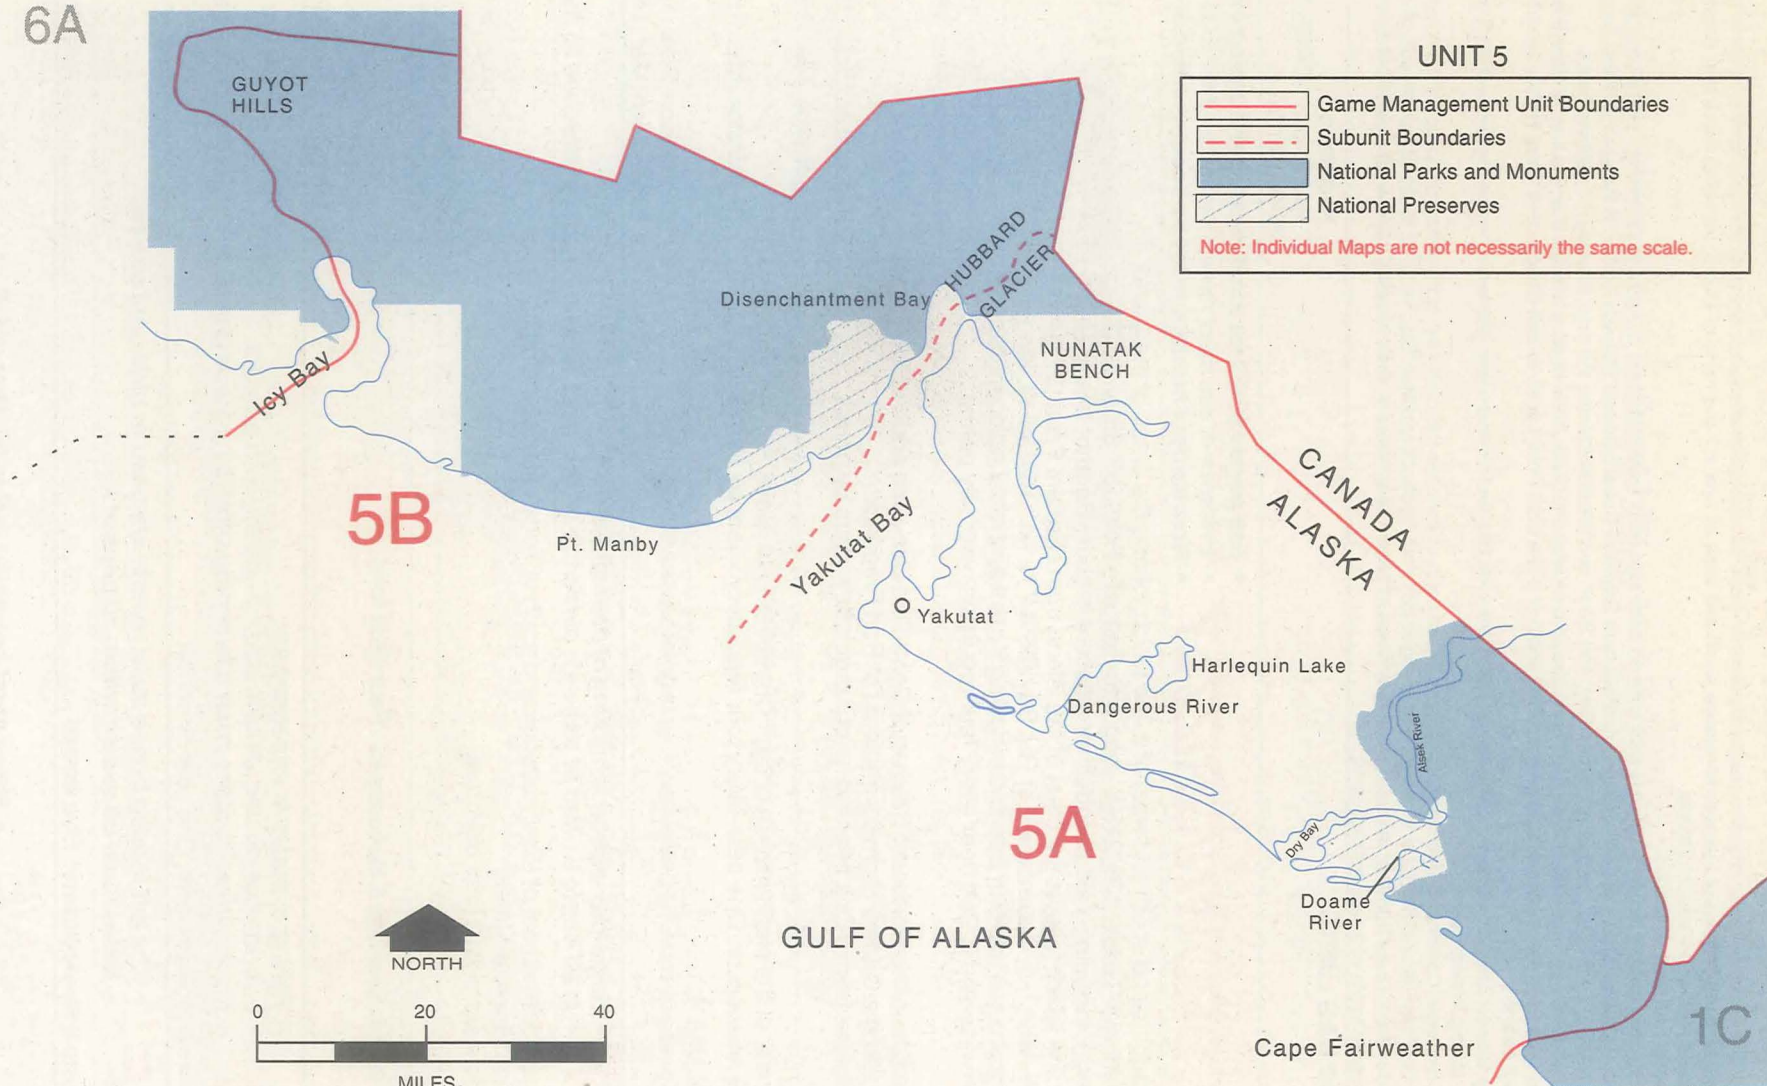 6A
UNIT 5
Game Management Unit Boundaries
Subunit Boundaries
National Parks and Monuments
National Preserves
Note: Individual Maps are not necessarily the same scale.
GUYOT
HILLS
HUBBARD
GLACIER
Disenchantment Bay
NUNATAK
BENCH
Icy Bay
CANADA
ALASKA
5B
Pt. Manby
Yakutat Bay
Yakutat
Harlequin Lake
Dangerous River
Alsek River
5A
Dry Bay
Doame
River
GULF OF ALASKA
NORTH
0 20 40
MILES
Cape Fairweather
1C